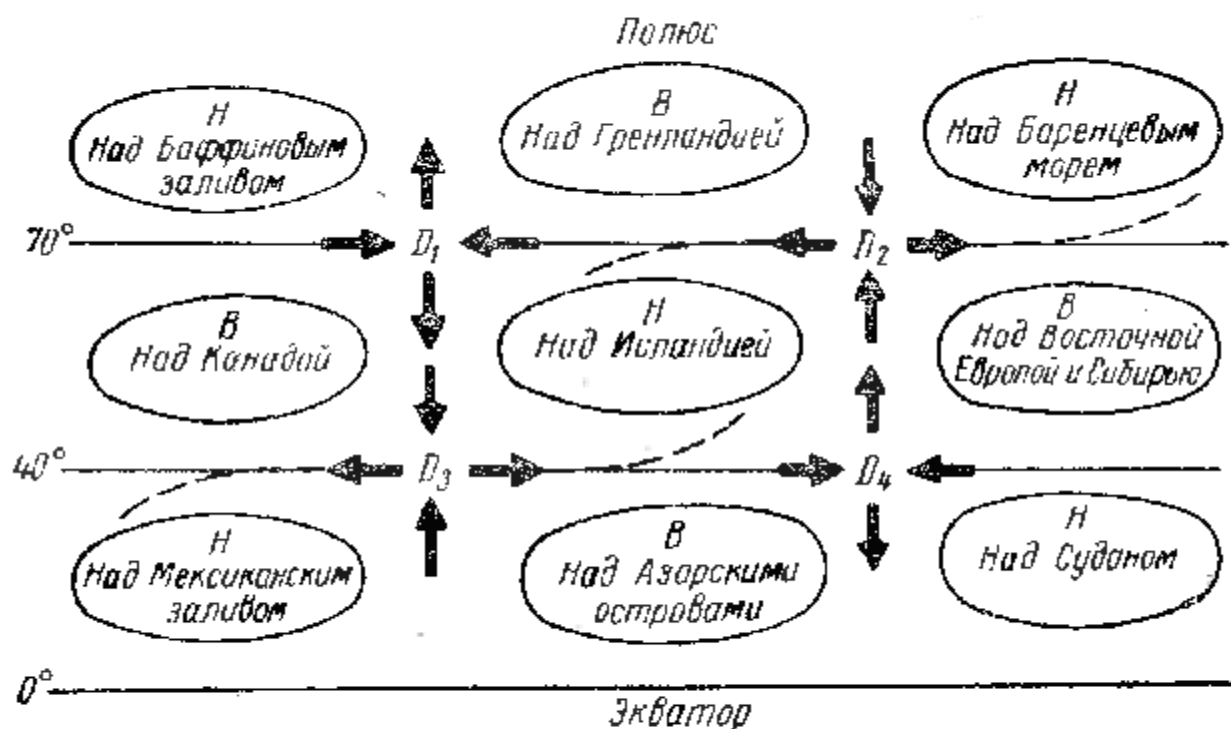 Полюс
Н
Над Баффиновым
заливом
В
Над Гренландией
Н
Над Баренцевым
морем
70°
D₁
D₂
В
Над Канадой
Н
Над Исландией
В
Над Восточной
Европой и Сибирью
40°
D₃
D₄
Н
Над Мексиканским
заливом
В
Над Азорскими
островами
Н
Над Суданом
0°
Экватор